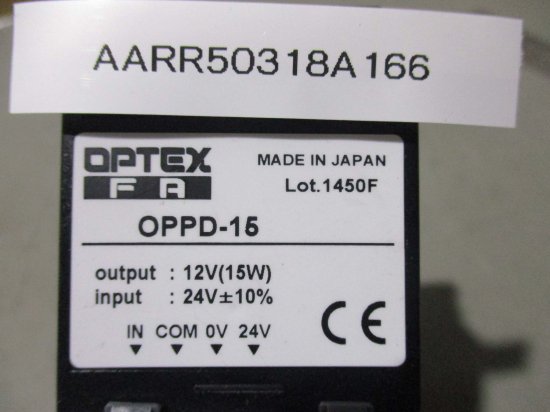 AARR50318A166
OPTEX
FA
MADE IN JAPAN
Lot.1450F
OPPD-15
output : 12V(15W)
input : 24V±10%
IN COM 0V 24V
CE